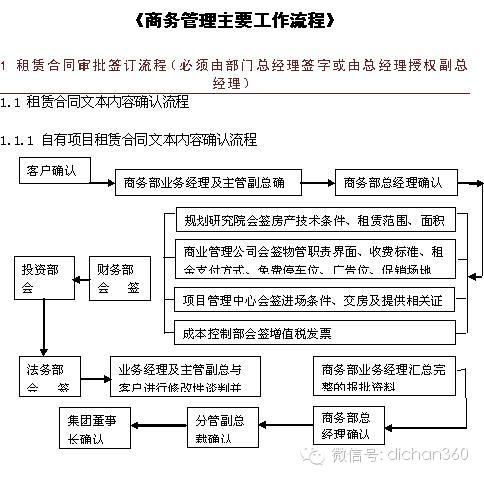 《商务管理主要工作流程》
1 租赁合同审批签订流程（必须由部门总经理签字或由总经理授权副总
经理）
1.1 租赁合同文本内容确认流程
1.1.1 自有项目租赁合同文本内容确认流程
客户确认
商务部业务经理及主管副总确
商务部总经理确认
规划研究院会签房产技术条件、租赁范围、面积
商业管理公司会签物管职责界面、收费标准、租
金支付方式、免费停车位、广告位、促销场地
项目管理中心会签进场条件、交房及提供相关证
成本控制部会签增值税发票
投资部
会 签
财务部
会 签
法务部
会 签
业务经理及主管副总与
客户进行修改性谈判并
商务部业务经理汇总完
整的报批资料
集团董事
长确认
分管副总
裁确认
商务部总
经理确认
微信号: dichan360